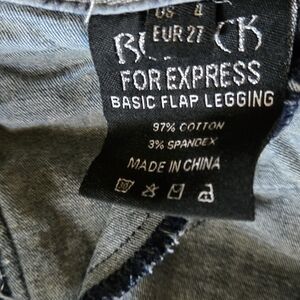 US 4
EUR 27
FOR EXPRESS
BASIC FLAP LEGGING
97% COTTON
3% SPANDEX
MADE IN CHINA